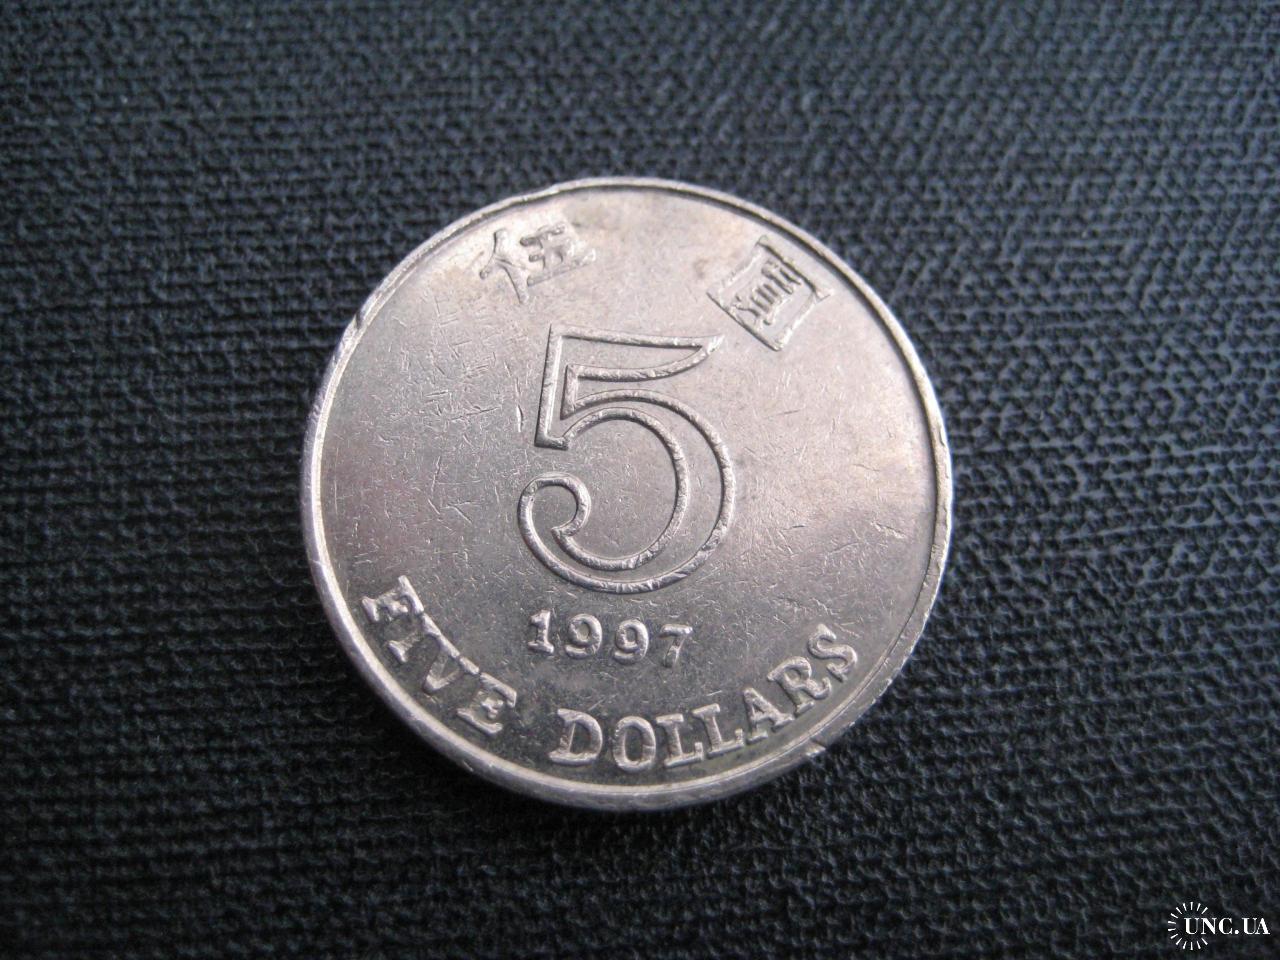 伍 圓
5
1997
FIVE DOLLARS
UNC.UA